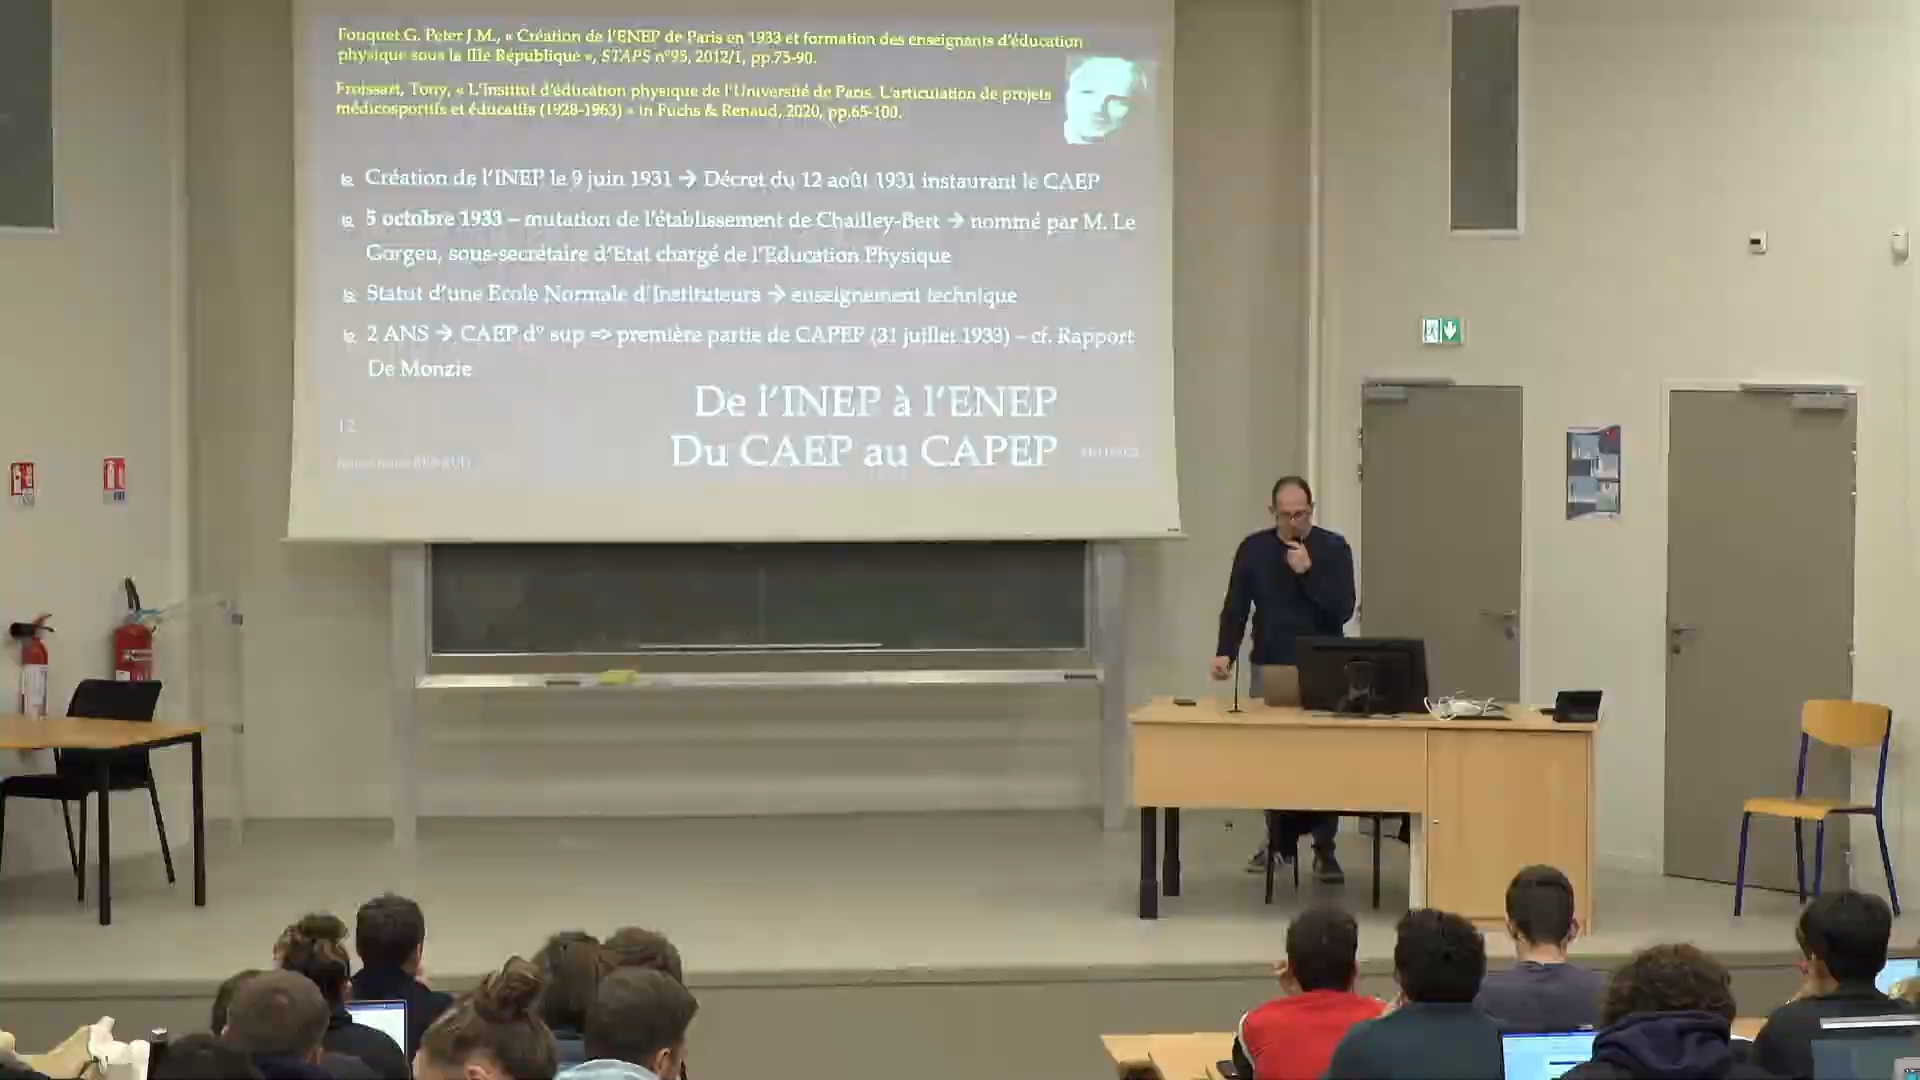 Fouquet G. Peter J.M., « Création de l'ENEP de Paris en 1933 et formation des enseignants d'éducation
physique sous la IIIe République », STAPS n°95, 2012/1, pp.75-90.
Froissart, Tony, « L'institut d'éducation physique de l'Université de Paris. L'articulation de projets
médicosportifs et éducatifs (1928-1963) » in Fuchs & Renaud, 2020, pp.65-100.
Création de l'INEP le 9 juin 1931 → Décret du 12 août 1931 instaurant le CAEP
5 octobre 1933 – mutation de l'établissement de Chailley-Bert → nommé par M. Le
Gorgeu, sous-secrétaire d'Etat chargé de l'Education Physique
Statut d'une Ecole Normale d'Instituteurs → enseignement technique
2 ANS → CAEP d° sup => première partie de CAPEP (31 juillet 1933) – cf. Rapport
De Monzie
De l'INEP à l'ENEP
Du CAEP au CAPEP
12
RENAUD